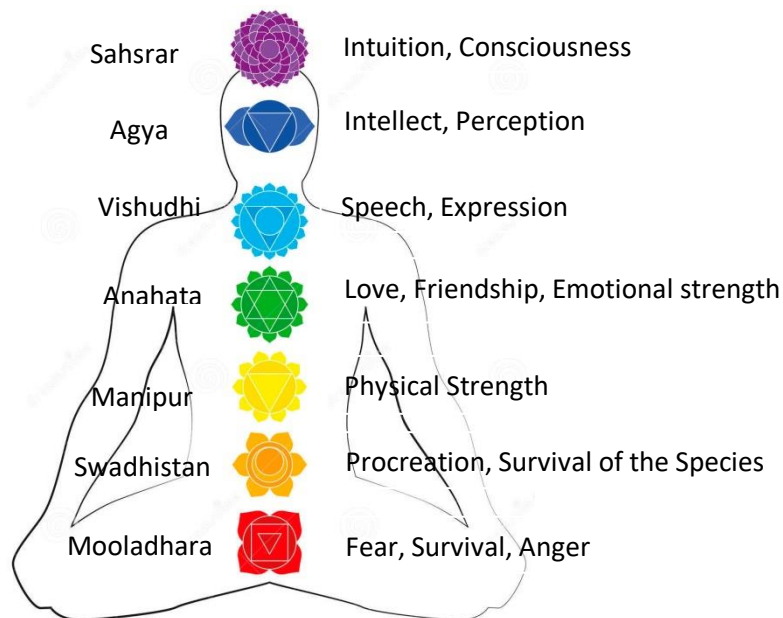 Sahsrar Intuition, Consciousness
Agya Intellect, Perception
Vishudhi Speech, Expression
Anahata Love, Friendship, Emotional strength
Manipur Physical Strength
Swadhistan Procreation, Survival of the Species
Mooladhara Fear, Survival, Anger